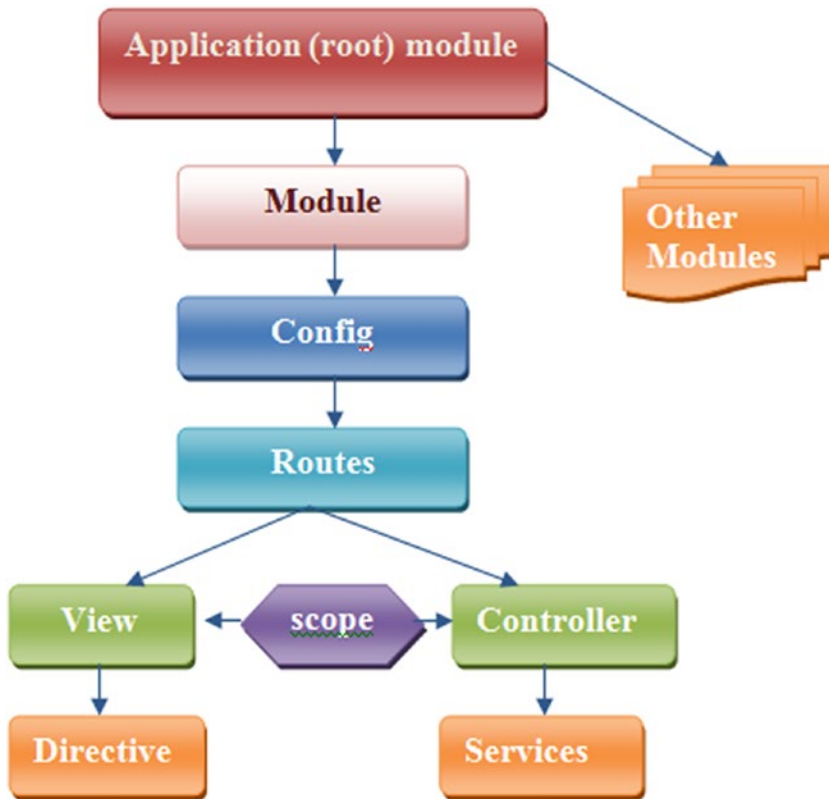 Application (root) module
Module
Other
Modules
Config
Routes
View
scope
Controller
Directive
Services